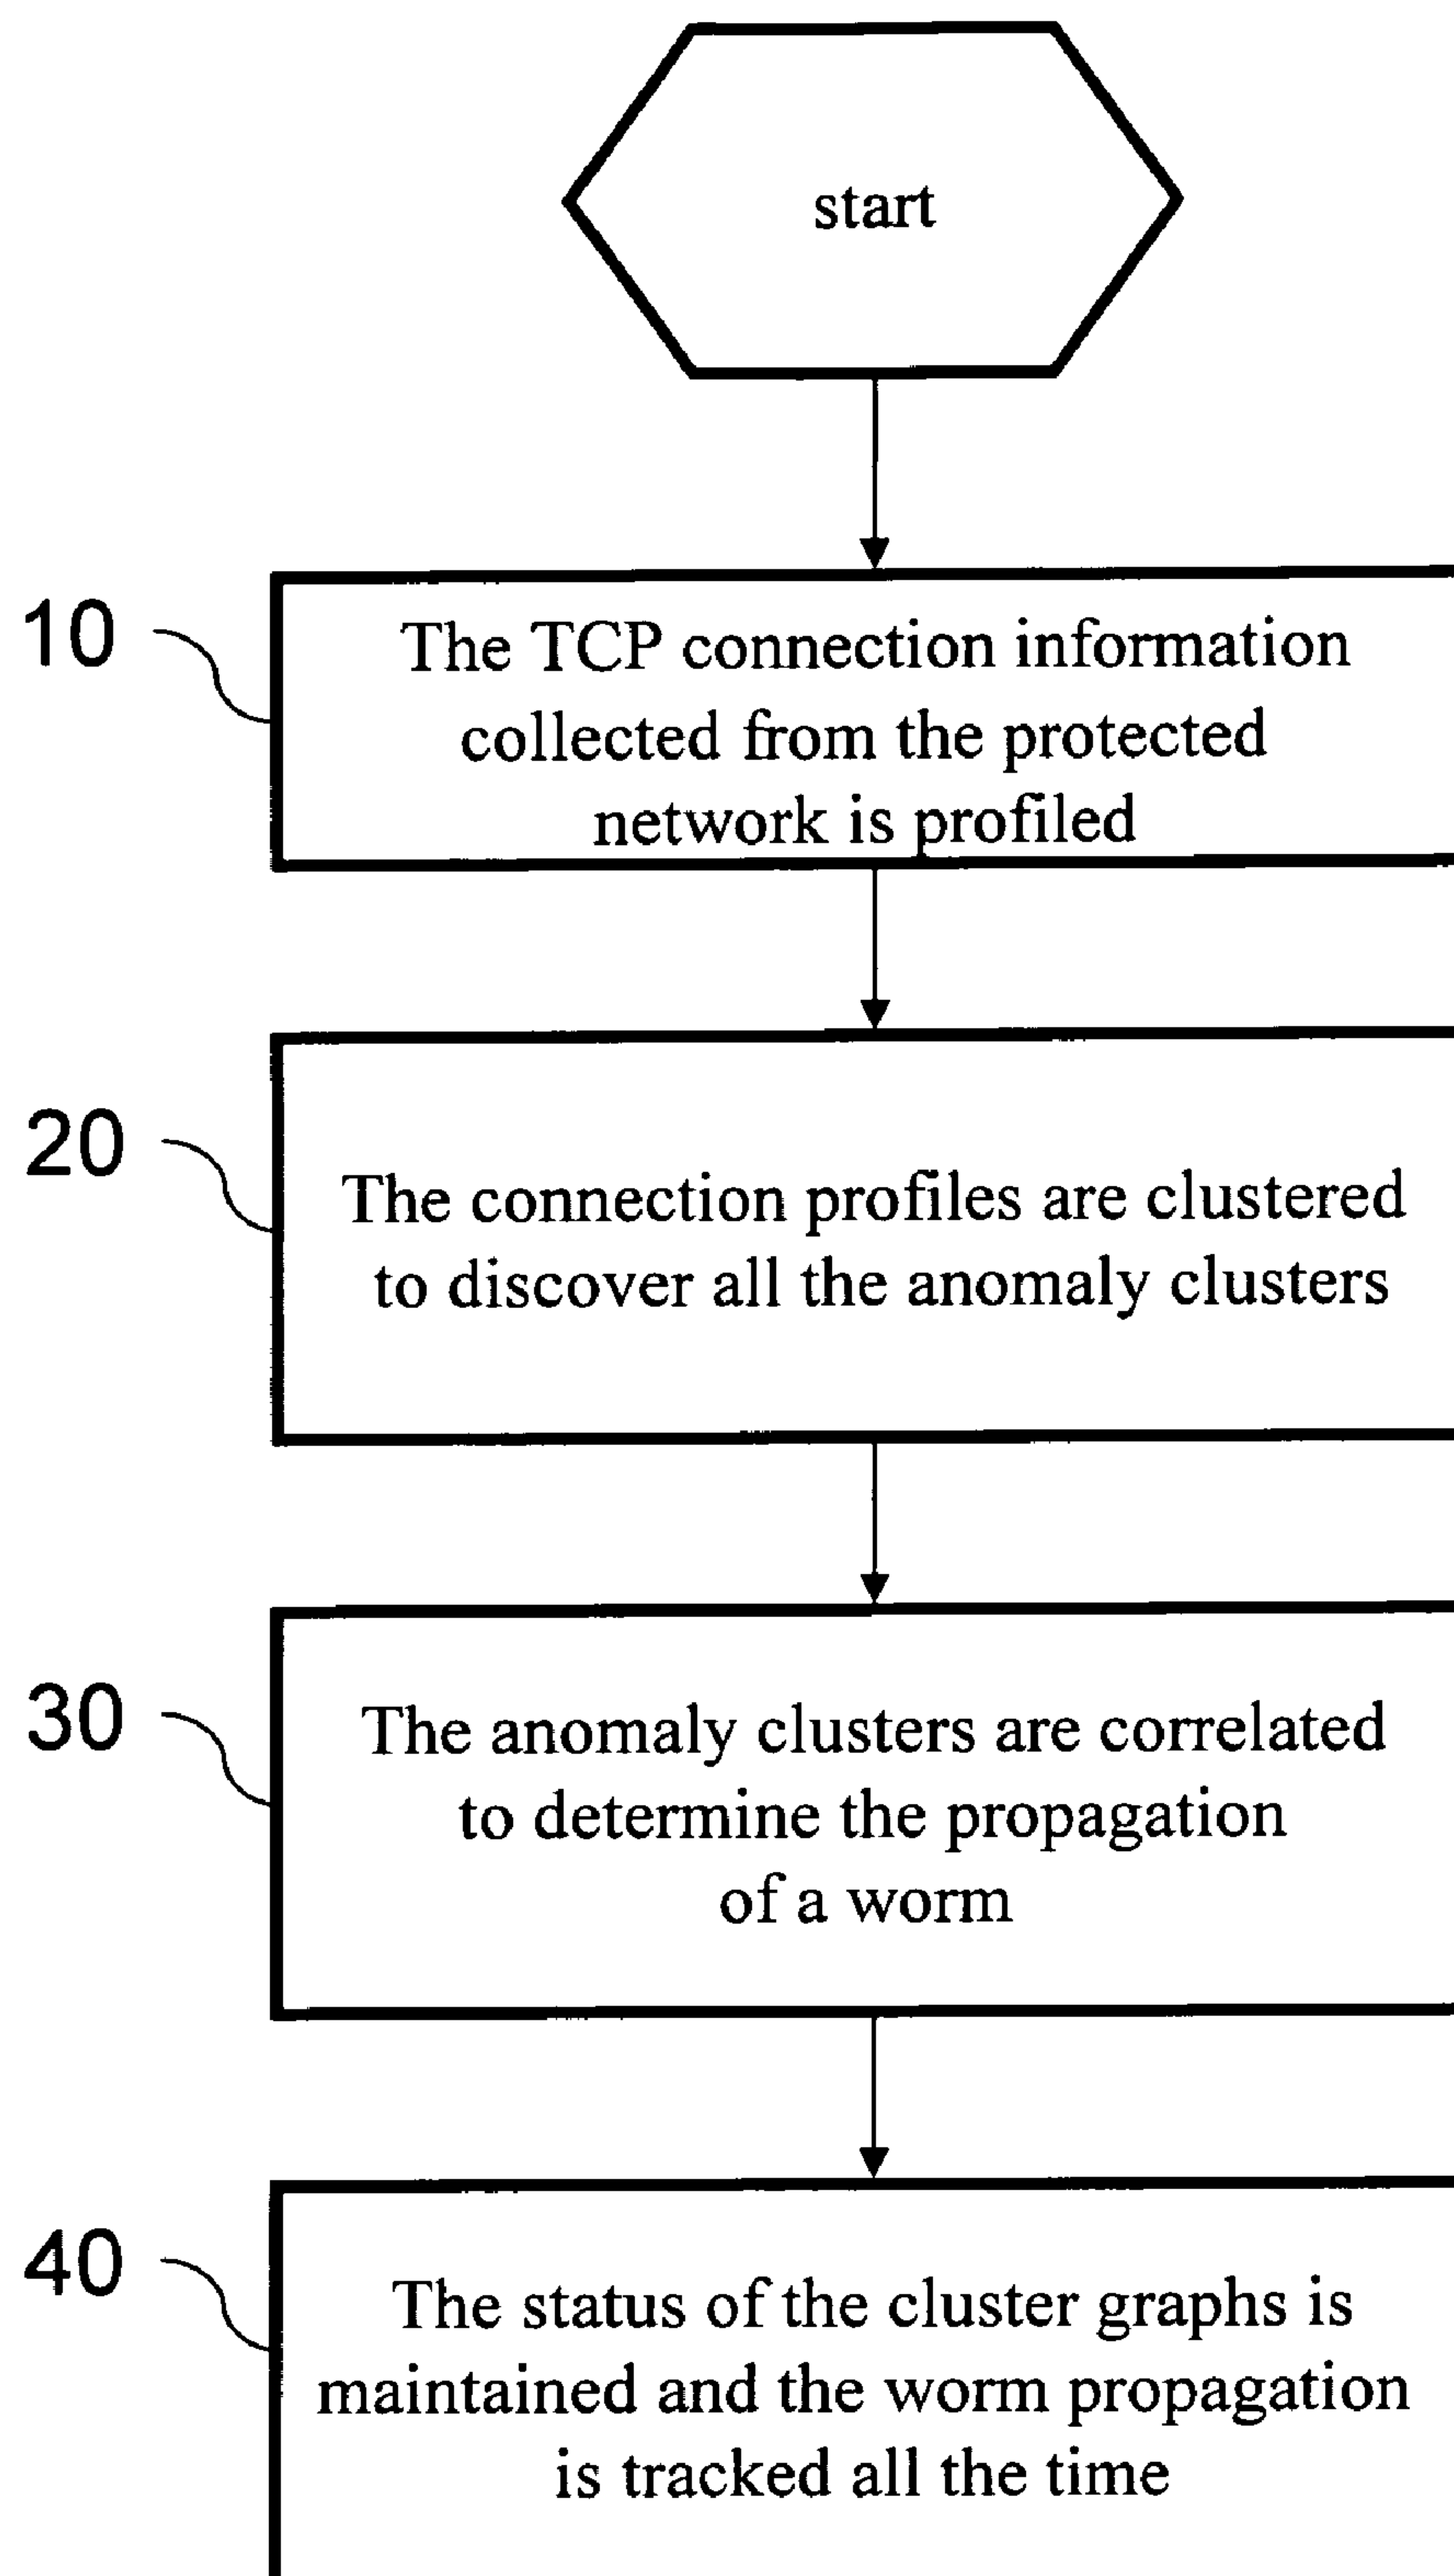 start
10
The TCP connection information
collected from the protected
network is profiled
20
The connection profiles are clustered
to discover all the anomaly clusters
30
The anomaly clusters are correlated
to determine the propagation
of a worm
40
The status of the cluster graphs is
maintained and the worm propagation
is tracked all the time